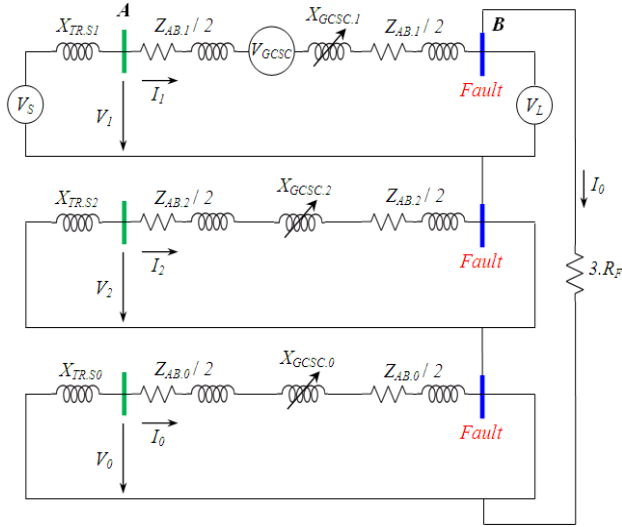 A
B
X_TR.S1
Z_AB.1 / 2
V_GCSC
X_GCSC.1
Z_AB.1 / 2
V_S
I_1
V_1
Fault
V_L
I_0
3.R_F
X_TR.S2
Z_AB.2 / 2
X_GCSC.2
Z_AB.2 / 2
I_2
V_2
Fault
X_TR.S0
Z_AB.0 / 2
X_GCSC.0
Z_AB.0 / 2
I_0
V_0
Fault